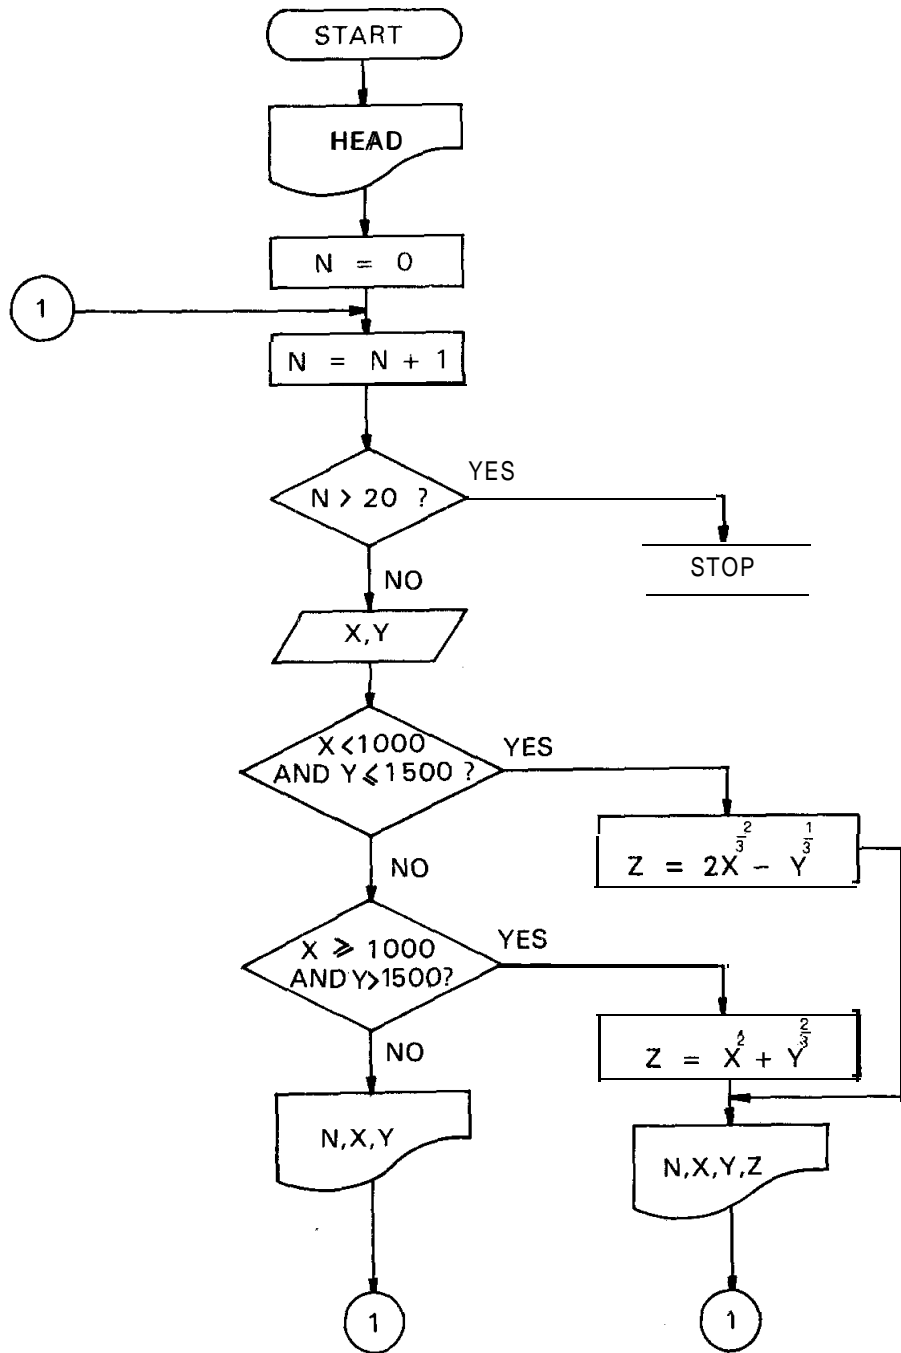 START
HEAD
N = 0
1
N = N + 1
N > 20 ?
YES
STOP
NO
X,Y
X<1000
AND Y ⩽ 1500 ?
YES
Z = 2X^(2/3) − Y^(1/3)
NO
X ⩾ 1000
AND Y>1500?
YES
Z = X^2 + Y^(2/3)
NO
N,X,Y
N,X,Y,Z
1
1